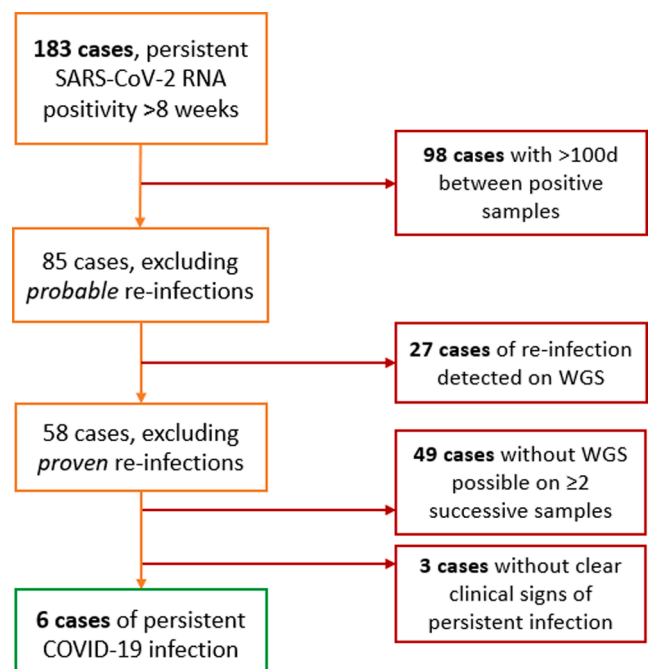 183 cases, persistent
SARS-CoV-2 RNA
positivity >8 weeks
98 cases with >100d
between positive
samples
85 cases, excluding
probable re-infections
27 cases of re-infection
detected on WGS
58 cases, excluding
proven re-infections
49 cases without WGS
possible on ≥2
successive samples
3 cases without clear
clinical signs of
persistent infection
6 cases of persistent
COVID-19 infection